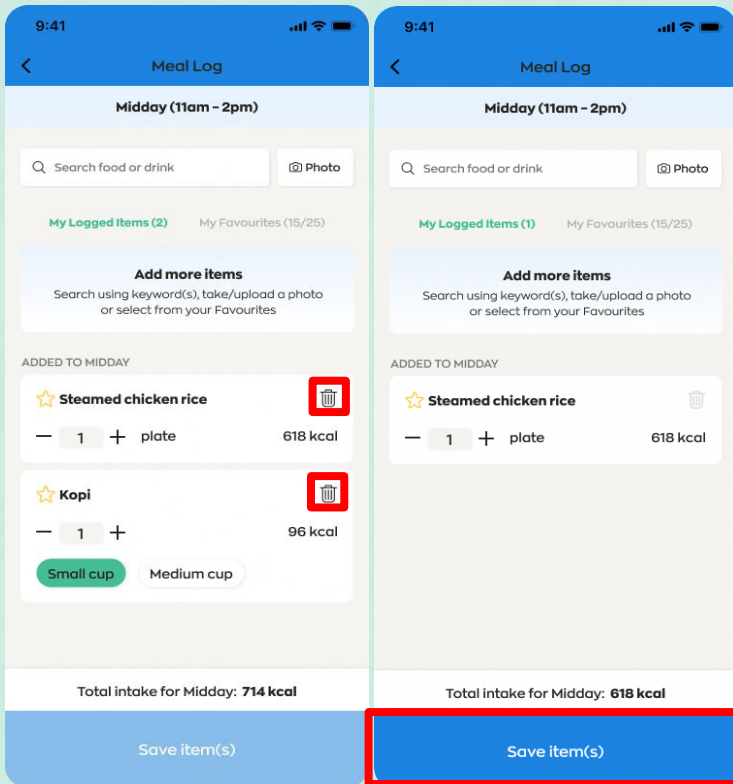 9:41
Meal Log
Midday (11am - 2pm)
Search food or drink
Photo
My Logged Items (2) My Favourites (15/25)
Add more items
Search using keyword(s), take/upload a photo
or select from your Favourites
ADDED TO MIDDAY
Steamed chicken rice
1 plate 618 kcal
Kopi
1 96 kcal
Small cup Medium cup
Total intake for Midday: 714 kcal
Save item(s)
9:41
Meal Log
Midday (11am - 2pm)
Search food or drink
Photo
My Logged Items (1) My Favourites (15/25)
Add more items
Search using keyword(s), take/upload a photo
or select from your Favourites
ADDED TO MIDDAY
Steamed chicken rice
1 plate 618 kcal
Total intake for Midday: 618 kcal
Save item(s)